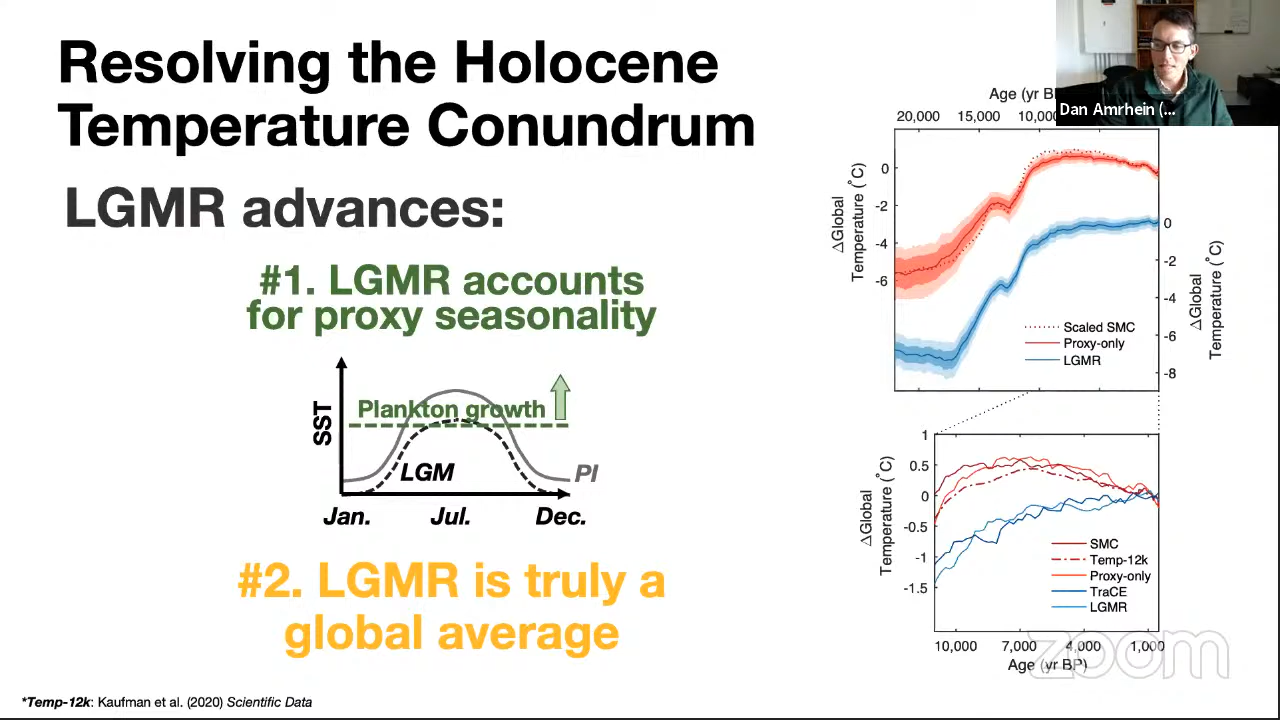 Resolving the Holocene
Temperature Conundrum
LGMR advances:
#1. LGMR accounts
for proxy seasonality
SST
Plankton growth
LGM
PI
Jan.
Jul.
Dec.
#2. LGMR is truly a
global average
*Temp-12k: Kaufman et al. (2020) Scientific Data
Dan Amrhein (...
Age (yr BP
20,000
15,000
10,000
ΔGlobal
Temperature (°C)
0
-2
-4
-6
0
-2
-4
-6
-8
ΔGlobal
Temperature (°C)
Scaled SMC
Proxy-only
LGMR
ΔGlobal
Temperature (°C)
1
0.5
0
-0.5
-1
-1.5
SMC
Temp-12k
Proxy-only
TraCE
LGMR
10,000
7,000
4,000
1,000
Age (yr BP)
zoom